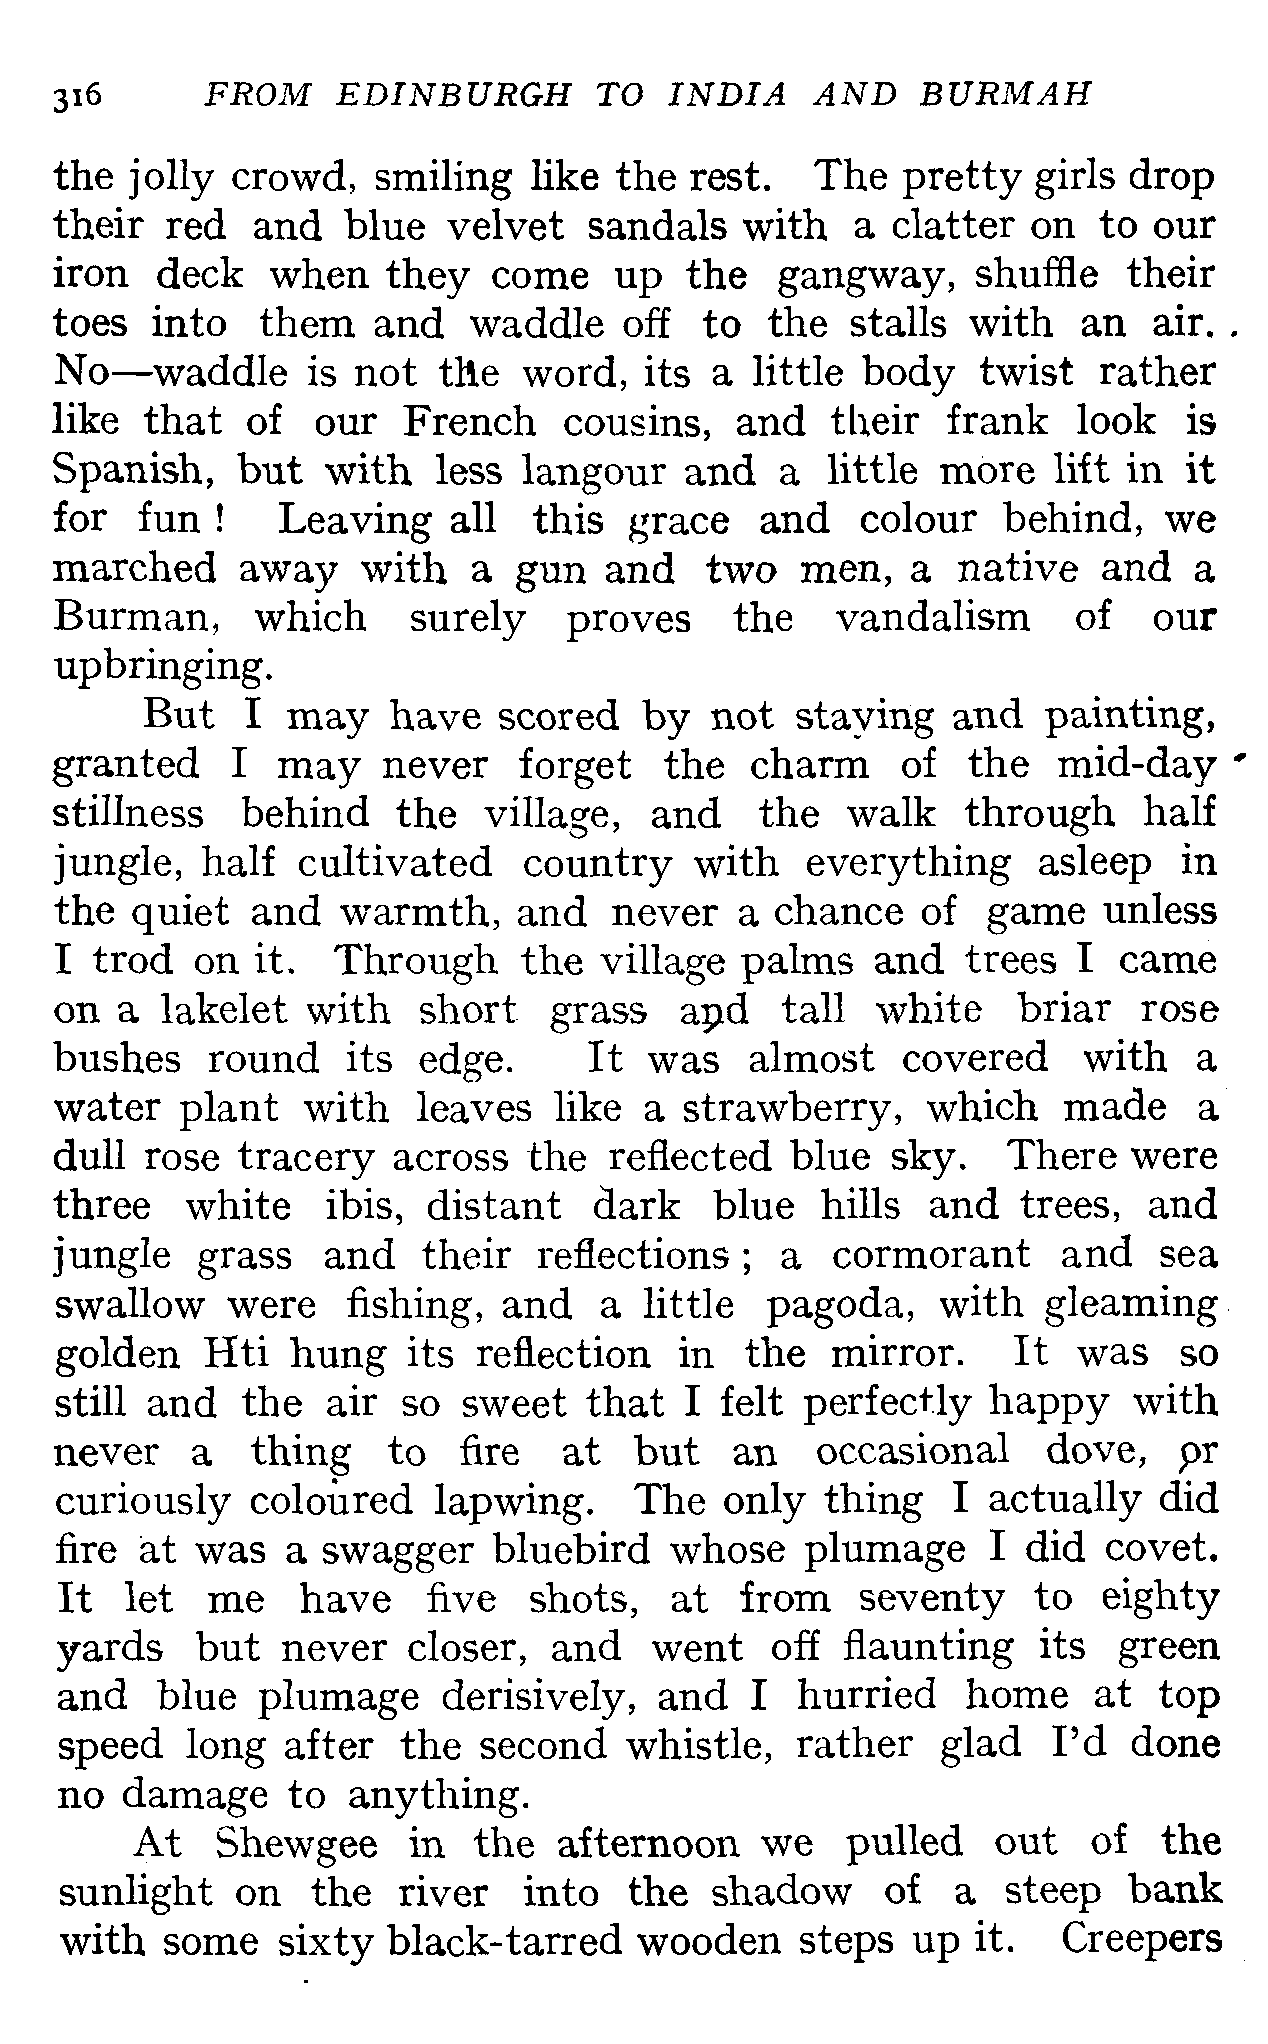 316 FROM EDINBURGH TO INDIA AND BURMAH
the jolly crowd, smiling like the rest. The pretty girls drop
their red and blue velvet sandals with a clatter on to our
iron deck when they come up the gangway, shuffle their
toes into them and waddle off to the stalls with an air. .
No—waddle is not the word, its a little body twist rather
like that of our French cousins, and their frank look is
Spanish, but with less langour and a little more lift in it
for fun ! Leaving all this grace and colour behind, we
marched away with a gun and two men, a native and a
Burman, which surely proves the vandalism of our
upbringing.
But I may have scored by not staying and painting,
granted I may never forget the charm of the mid-day
stillness behind the village, and the walk through half
jungle, half cultivated country with everything asleep in
the quiet and warmth, and never a chance of game unless
I trod on it. Through the village palms and trees I came
on a lakelet with short grass and tall white briar rose
bushes round its edge. It was almost covered with a
water plant with leaves like a strawberry, which made a
dull rose tracery across the reflected blue sky. There were
three white ibis, distant dark blue hills and trees, and
jungle grass and their reflections ; a cormorant and sea
swallow were fishing, and a little pagoda, with gleaming
golden Hti hung its reflection in the mirror. It was so
still and the air so sweet that I felt perfectly happy with
never a thing to fire at but an occasional dove, or
curiously coloured lapwing. The only thing I actually did
fire at was a swagger bluebird whose plumage I did covet.
It let me have five shots, at from seventy to eighty
yards but never closer, and went off flaunting its green
and blue plumage derisively, and I hurried home at top
speed long after the second whistle, rather glad I'd done
no damage to anything.
At Shewgee in the afternoon we pulled out of the
sunlight on the river into the shadow of a steep bank
with some sixty black-tarred wooden steps up it. Creepers